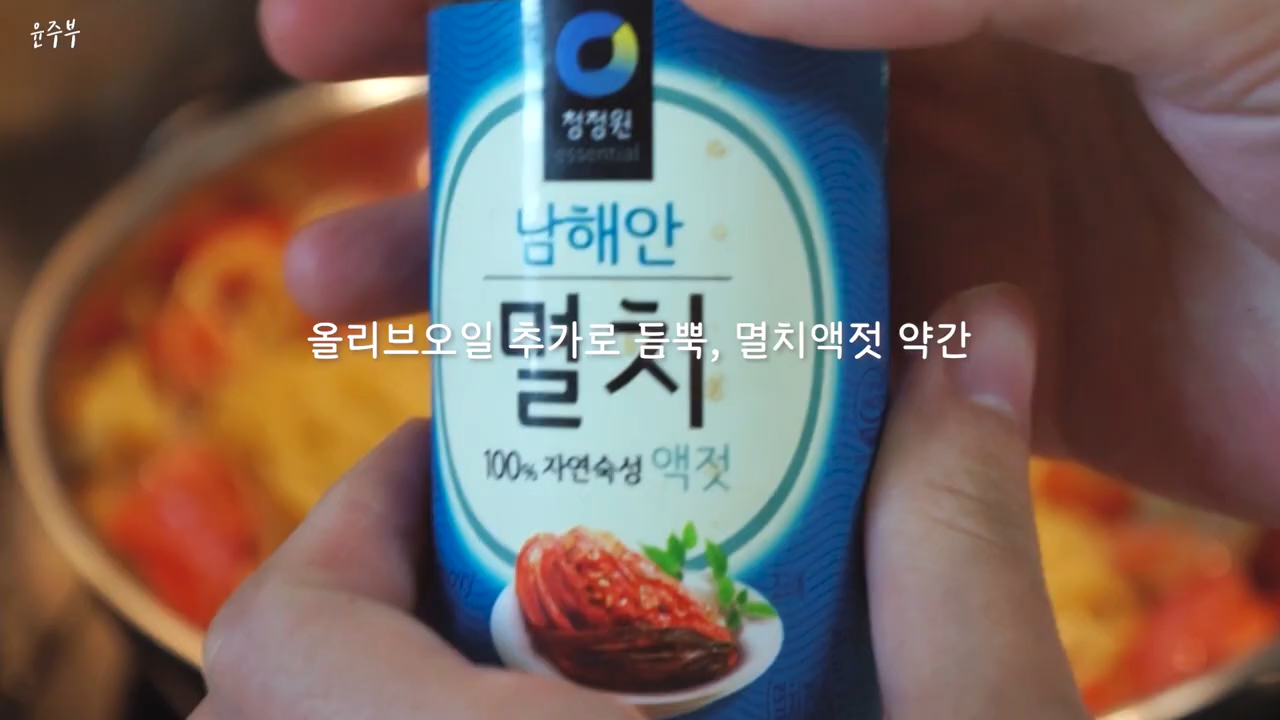 윤주부
청정원
essential
남해안
멸치
올리브오일 추가로 듬뿍, 멸치액젓 약간
100% 자연숙성 액젓